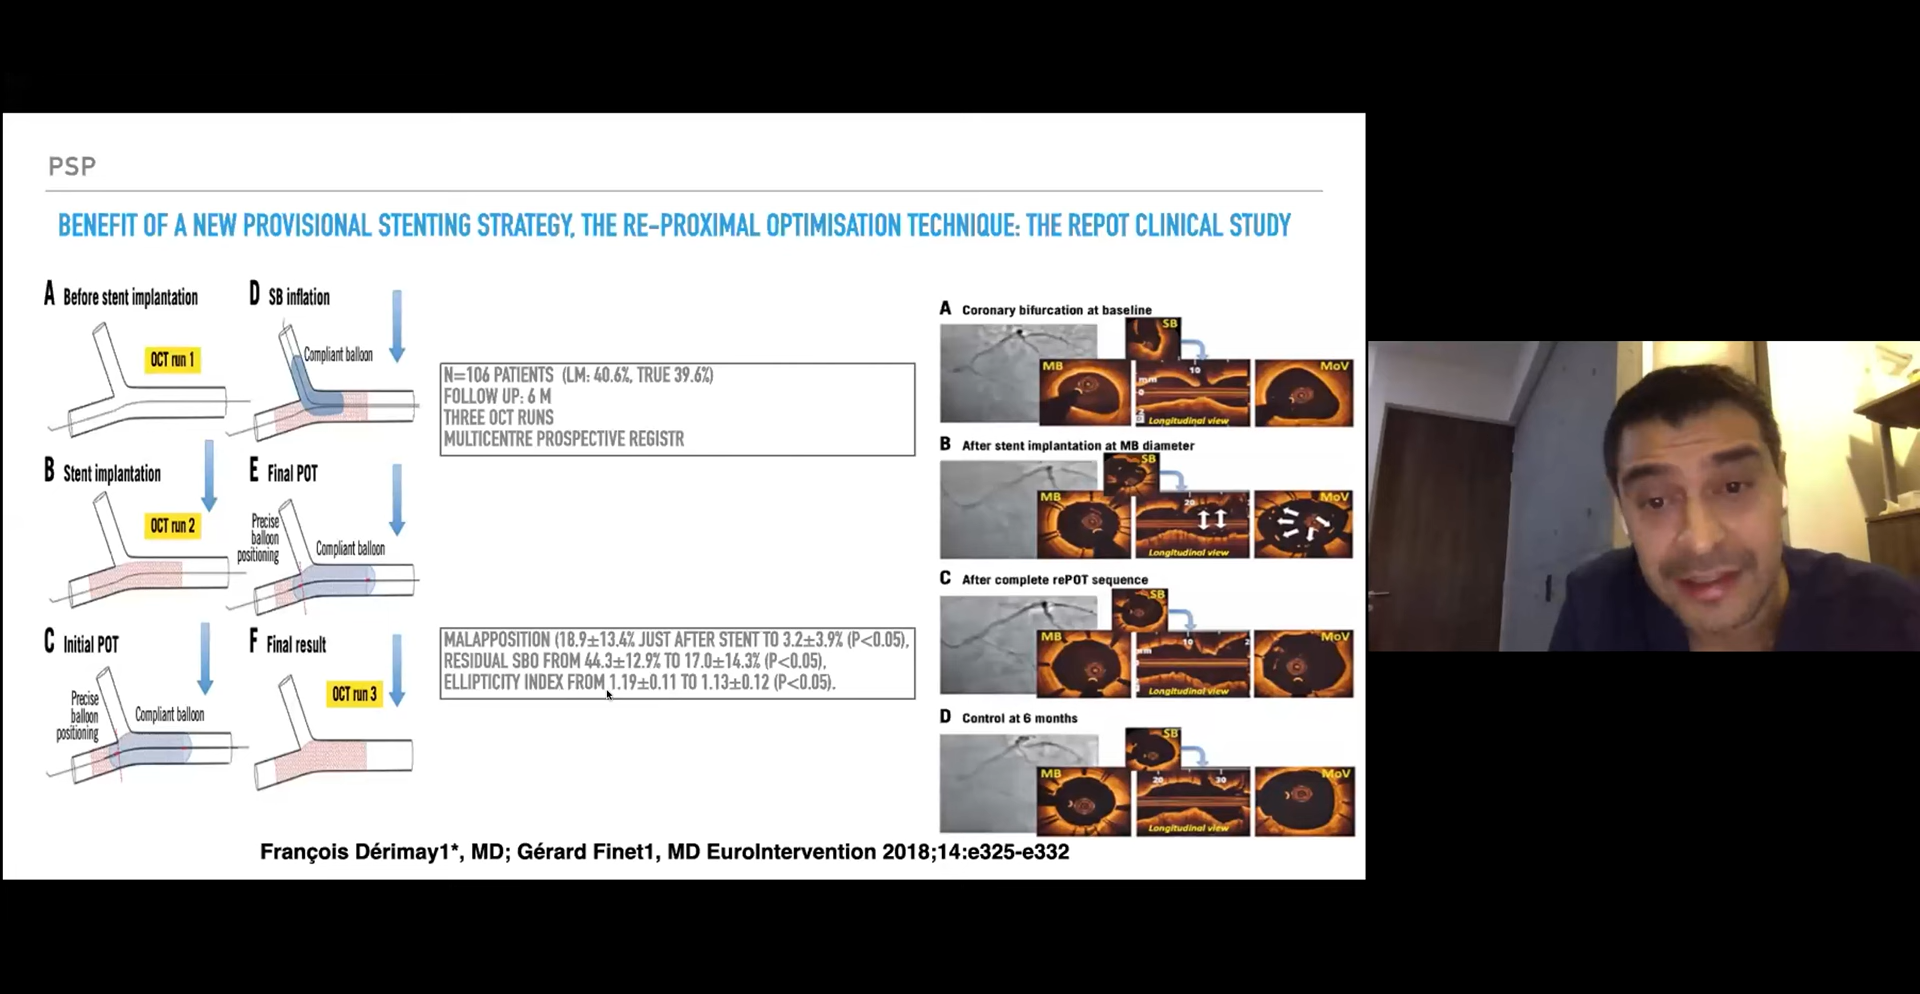 PSP
BENEFIT OF A NEW PROVISIONAL STENTING STRATEGY, THE RE-PROXIMAL OPTIMISATION TECHNIQUE: THE REPOT CLINICAL STUDY
A Before stent implantation
OCT run 1
B Stent implantation
OCT run 2
C Initial POT
Precise
balloon
positioning
Compliant balloon
D SB inflation
Compliant balloon
E Final POT
Precise
balloon
positioning
Compliant balloon
F Final result
OCT run 3
N=106 PATIENTS (LM: 40.6%, TRUE 39.6%)
FOLLOW UP: 6 M
THREE OCT RUNS
MULTICENTRE PROSPECTIVE REGISTR
MALAPPOSITION (18.9±13.4% JUST AFTER STENT TO 3.2±3.9% (P<0.05),
RESIDUAL SBO FROM 44.3±12.9% TO 17.0±14.3% (P<0.05),
ELLIPTICITY INDEX FROM 1.19±0.11 TO 1.13±0.12 (P<0.05).
A Coronary bifurcation at baseline
SB
MB
10
mm
0
Longitudinal view
MoV
B After stent implantation at MB diameter
SB
MB
20
Longitudinal view
MoV
C After complete rePOT sequence
SB
MB
10
Longitudinal view
MoV
D Control at 6 months
SB
MB
20 30
Longitudinal view
MoV
François Dérimay1*, MD; Gérard Finet1, MD EuroIntervention 2018;14:e325-e332